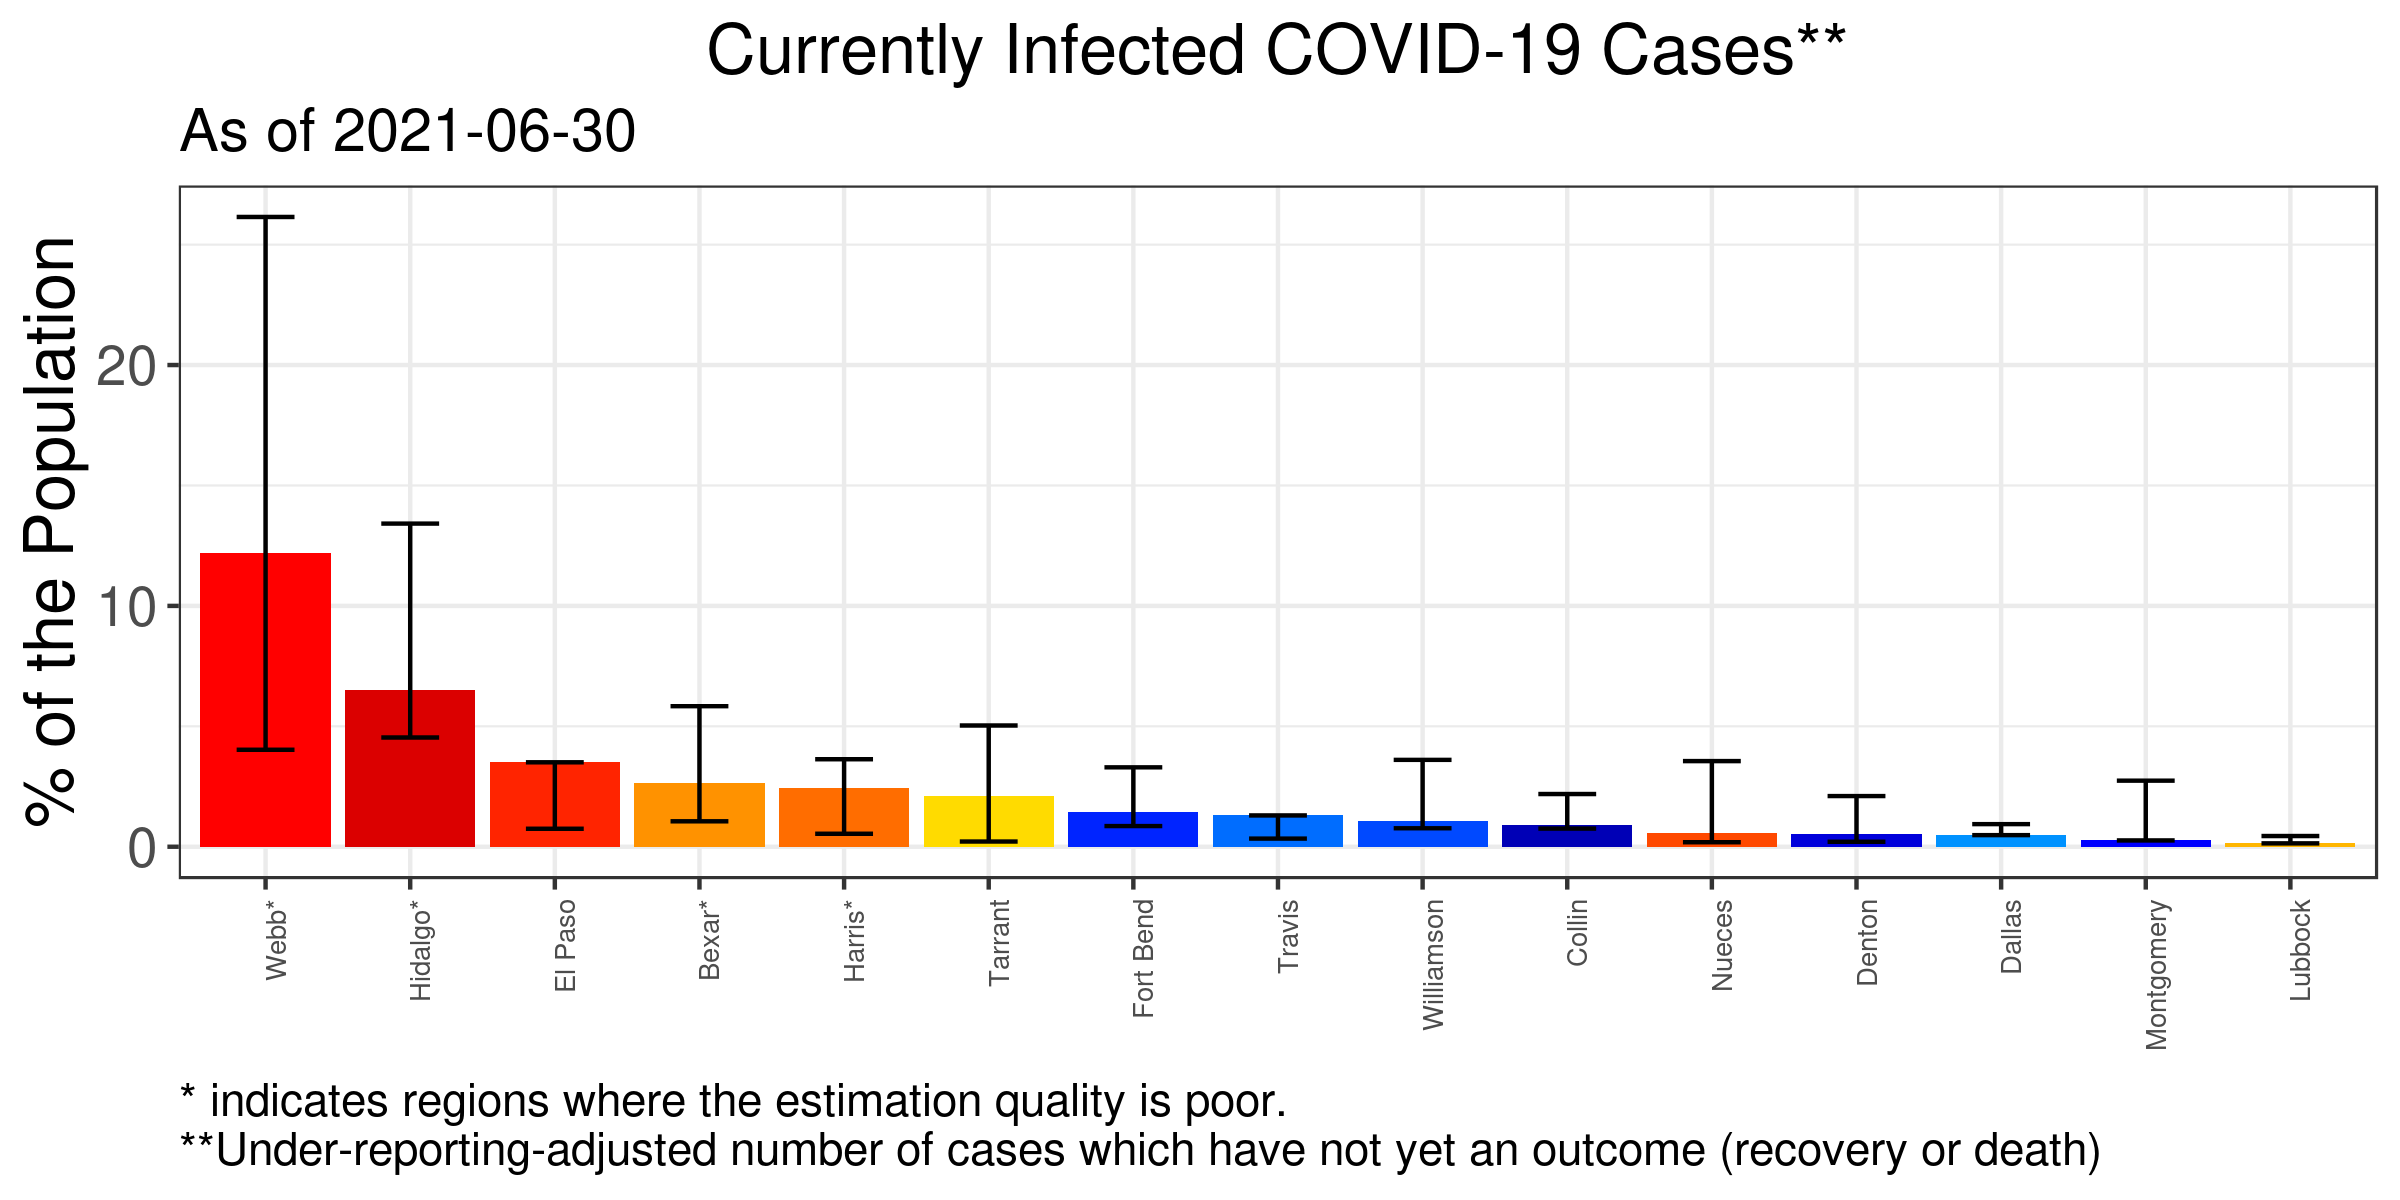 Currently Infected COVID-19 Cases**
As of 2021-06-30
% of the Population
20
10
0
Webb*
Hidalgo*
El Paso
Bexar*
Harris*
Tarrant
Fort Bend
Travis
Williamson
Collin
Nueces
Denton
Dallas
Montgomery
Lubbock
* indicates regions where the estimation quality is poor.
**Under-reporting-adjusted number of cases which have not yet an outcome (recovery or death)